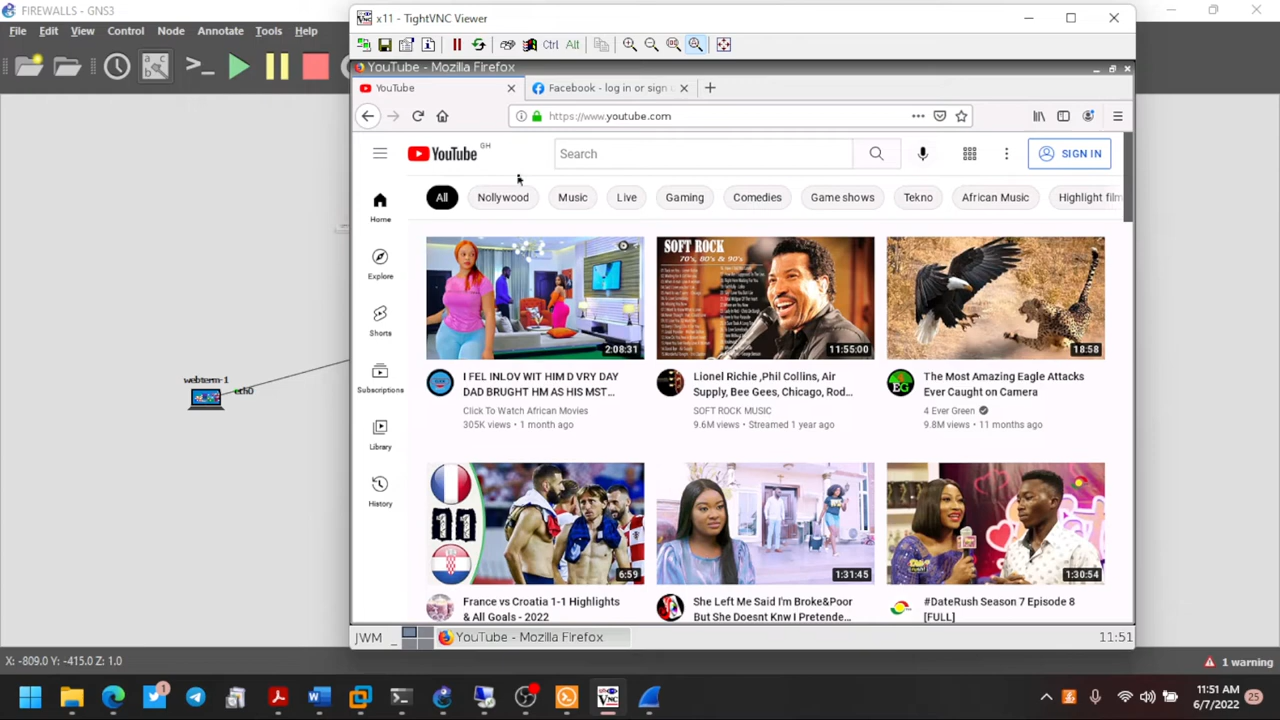 FIREWALLS - GNS3
File Edit View Control Node Annotate Tools Help
x11 - TightVNC Viewer
Ctrl Alt
YouTube - Mozilla Firefox
YouTube
Facebook - log in or sign u
https://www.youtube.com
YouTube GH
Search
SIGN IN
All Nollywood Music Live Gaming Comedies Game shows Tekno African Music Highlight film
Home
Explore
Shorts
Subscriptions
Library
History
2:08:31
SOFT ROCK
70's, 80's & 90's
11:55:00
18:58
I FEL INLOV WIT HIM D VRY DAY
DAD BRUGHT HM AS HIS MST...
Click To Watch African Movies
305K views • 1 month ago
Lionel Richie ,Phil Collins, Air
Supply, Bee Gees, Chicago, Rod...
SOFT ROCK MUSIC
9.6M views • Streamed 1 year ago
EG
The Most Amazing Eagle Attacks
Ever Caught on Camera
4 Ever Green
9.8M views • 11 months ago
11
6:59
1:31:45
1:30:54
France vs Croatia 1-1 Highlights
& All Goals - 2022
She Left Me Said I'm Broke&Poor
But She Doesnt Knw I Pretende...
#DateRush Season 7 Episode 8
[FULL]
webterm-1
eth0
JWM
YouTube - Mozilla Firefox
11:51
X: -809.0 Y: -415.0 Z: 1.0
1 warning
11:51 AM
6/7/2022
25